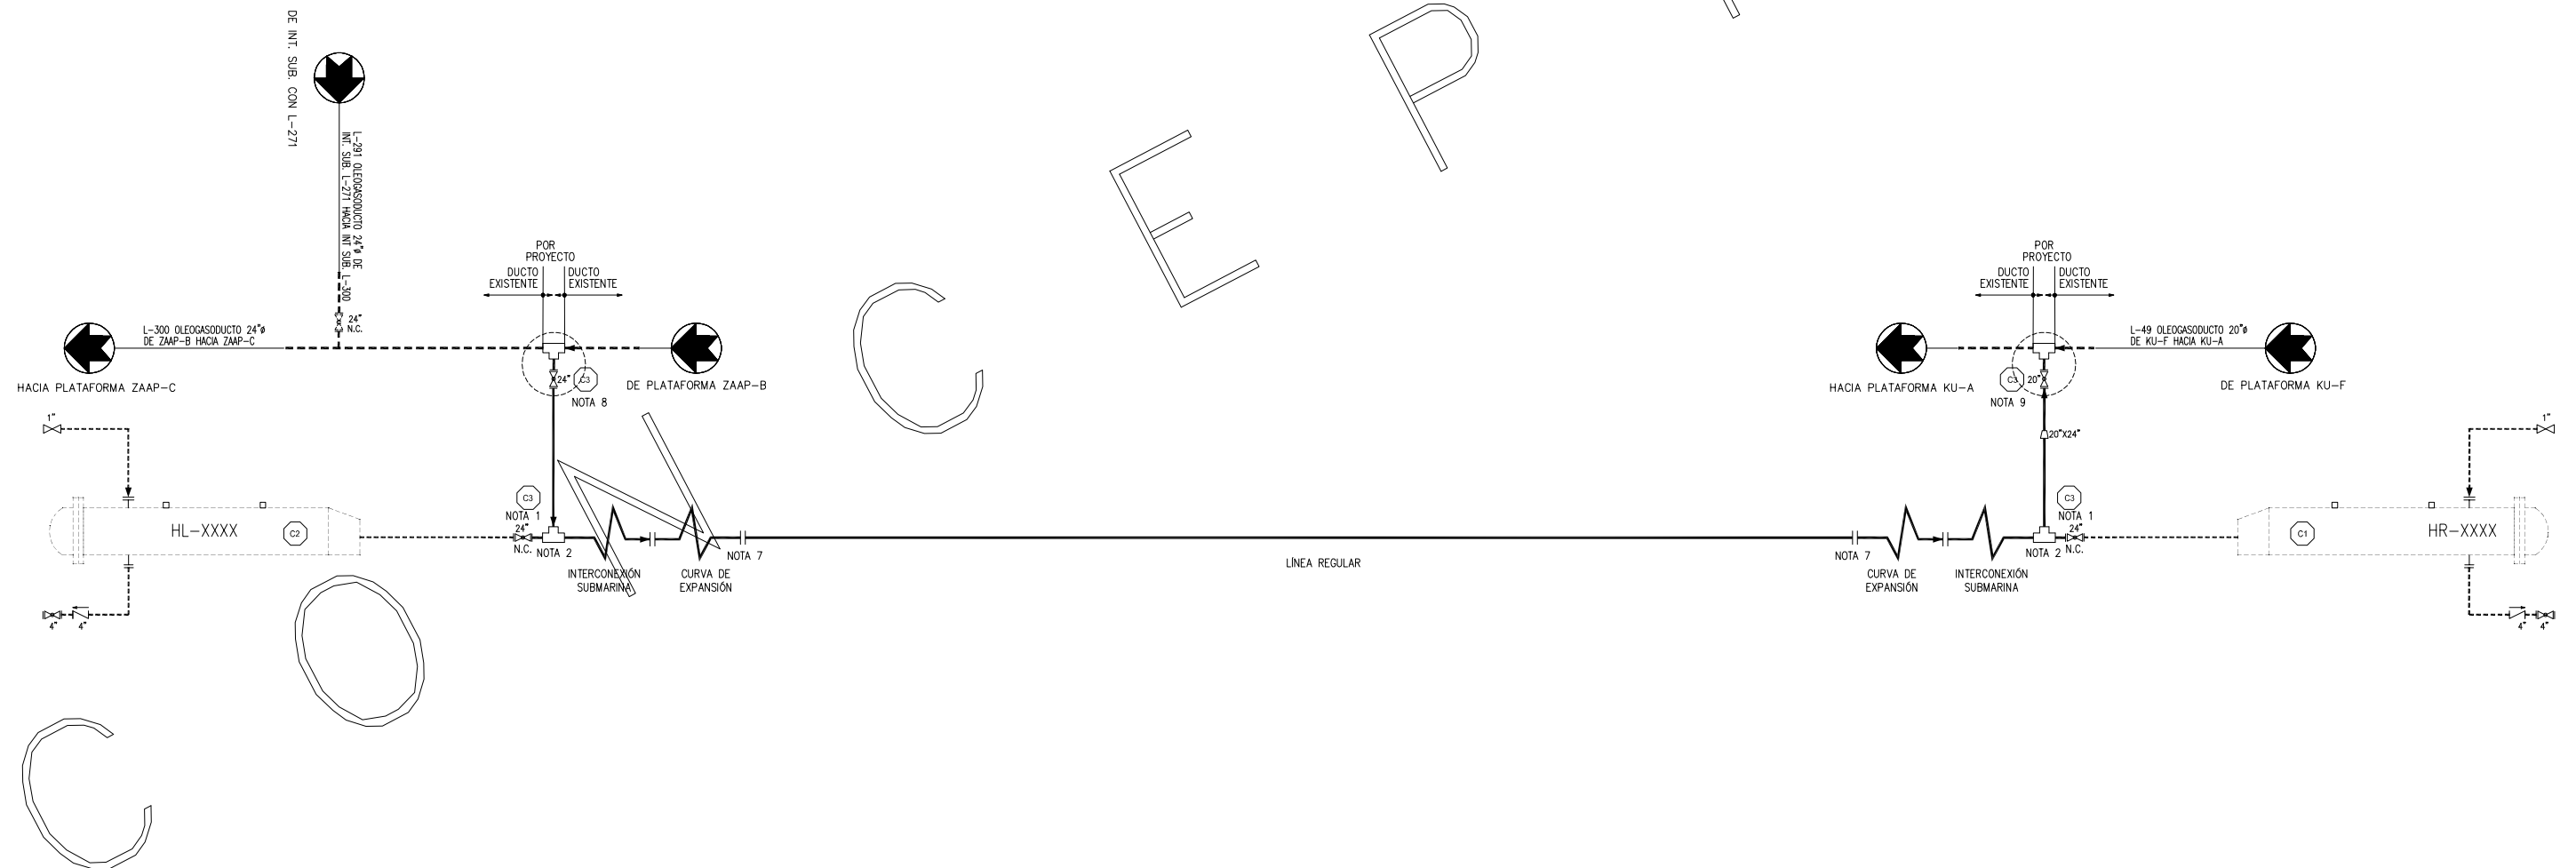 DE INT. SUB. CON L-271
L-291 OLEOGASODUCTO 24"ø DE
INT. SUB. L-271 HACIA INT SUB. L-300
24"
N.C.
L-300 OLEOGASODUCTO 24"ø
DE ZAAP-B HACIA ZAAP-C
HACIA PLATAFORMA ZAAP-C
POR
PROYECTO
DUCTO
EXISTENTE
DUCTO
EXISTENTE
24"
C3
NOTA 8
DE PLATAFORMA ZAAP-B
POR
PROYECTO
DUCTO
EXISTENTE
DUCTO
EXISTENTE
L-49 OLEOGASODUCTO 20"ø
DE KU-F HACIA KU-A
HACIA PLATAFORMA KU-A
C3
20"
NOTA 9
DE PLATAFORMA KU-F
20"X24"
1"
HL-XXXX
C2
4"
4"
C3
NOTA 1
24"
N.C.
NOTA 2
INTERCONEXIÓN
SUBMARINA
CURVA DE
EXPANSIÓN
NOTA 7
LÍNEA REGULAR
NOTA 7
CURVA DE
EXPANSIÓN
INTERCONEXIÓN
SUBMARINA
C3
NOTA 1
24"
N.C.
NOTA 2
C1
HR-XXXX
1"
4"
4"
CONCEP